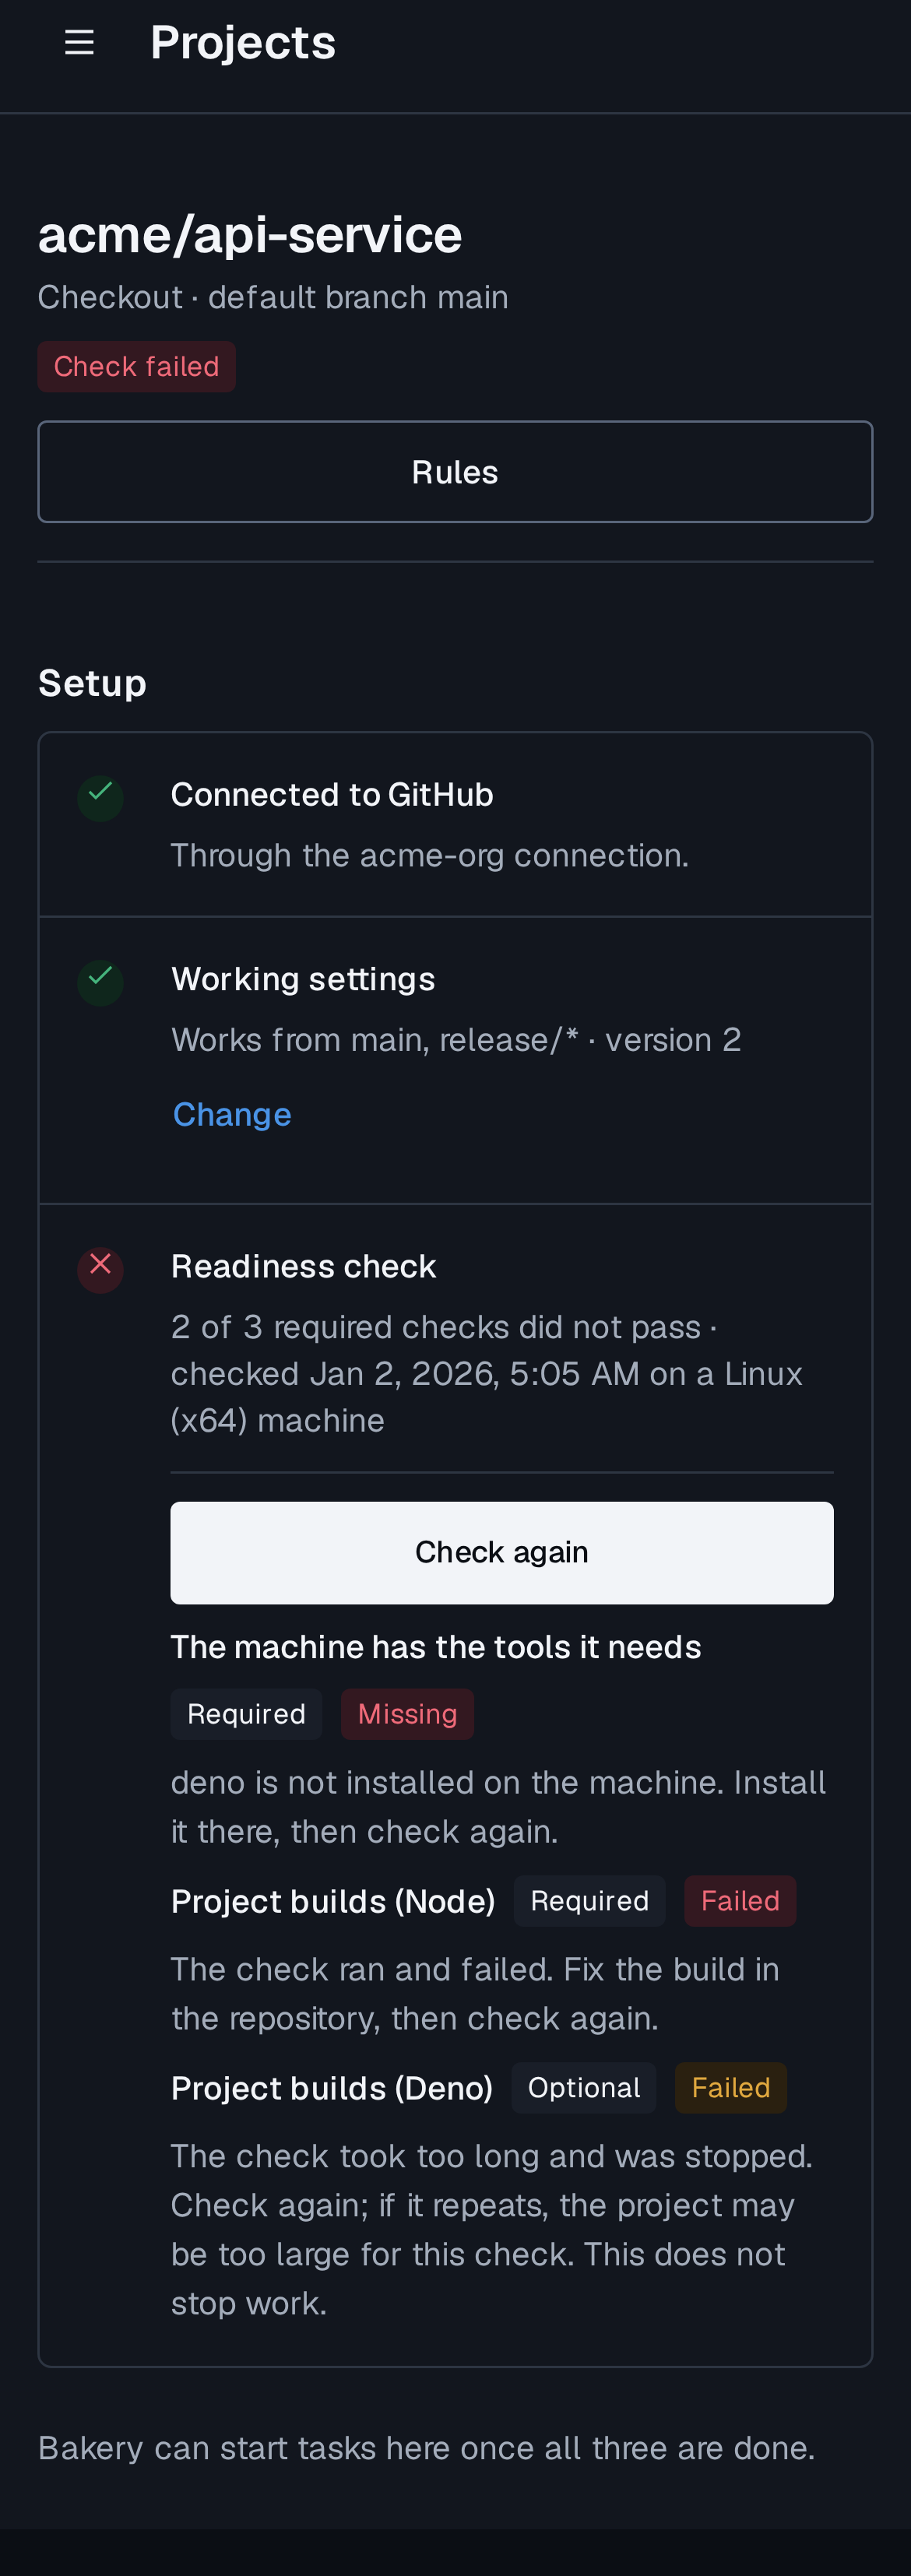 Projects
acme/api-service
Checkout · default branch main
Check failed
Rules
Setup
Connected to GitHub
Through the acme-org connection.
Working settings
Works from main, release/* · version 2
Change
Readiness check
2 of 3 required checks did not pass ·
checked Jan 2, 2026, 5:05 AM on a Linux
(x64) machine
Check again
The machine has the tools it needs
Required Missing
deno is not installed on the machine. Install
it there, then check again.
Project builds (Node) Required Failed
The check ran and failed. Fix the build in
the repository, then check again.
Project builds (Deno) Optional Failed
The check took too long and was stopped.
Check again; if it repeats, the project may
be too large for this check. This does not
stop work.
Bakery can start tasks here once all three are done.